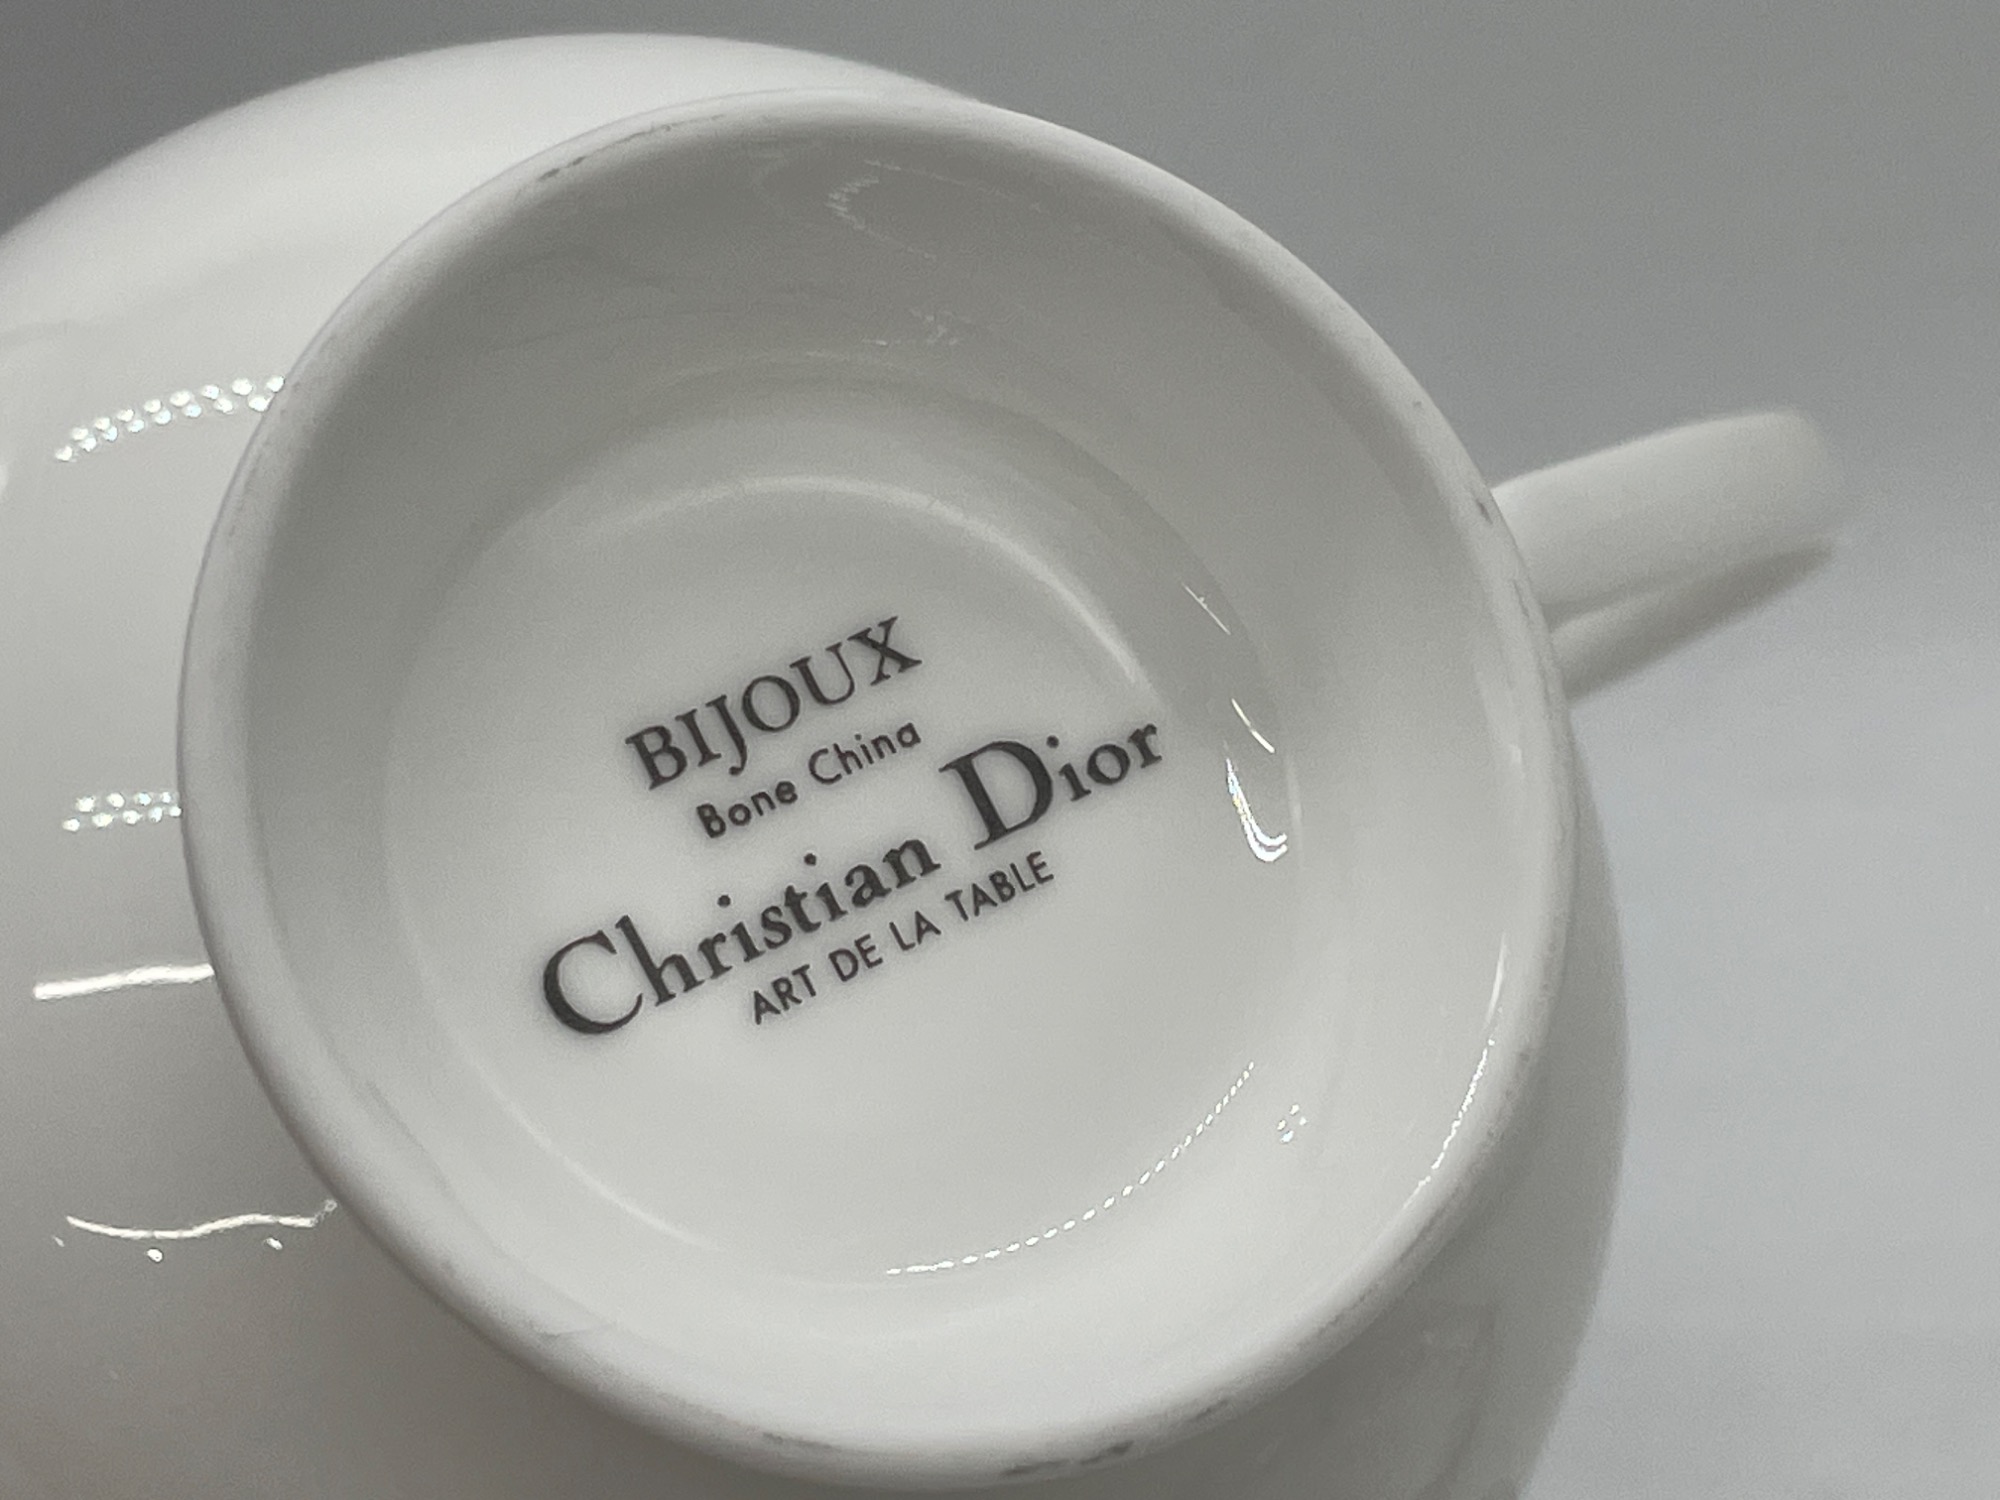 BIJOUX
Bone China
Christian Dior
ART DE LA TABLE